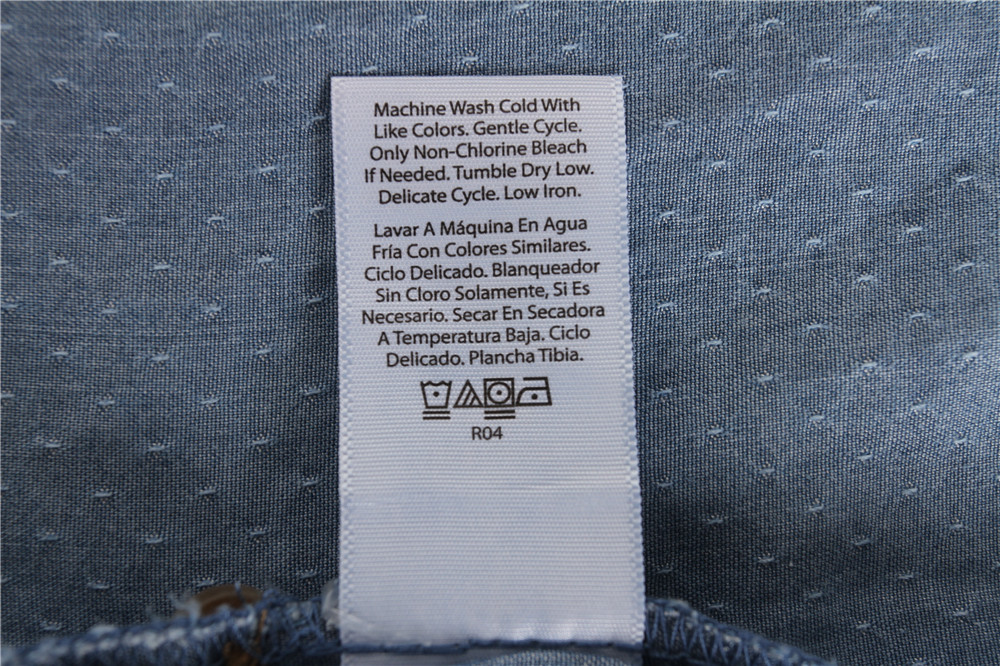 Machine Wash Cold With
Like Colors. Gentle Cycle.
Only Non-Chlorine Bleach
If Needed. Tumble Dry Low.
Delicate Cycle. Low Iron.
Lavar A Máquina En Agua
Fría Con Colores Similares.
Ciclo Delicado. Blanqueador
Sin Cloro Solamente, Si Es
Necesario. Secar En Secadora
A Temperatura Baja. Ciclo
Delicado. Plancha Tibia.
R04